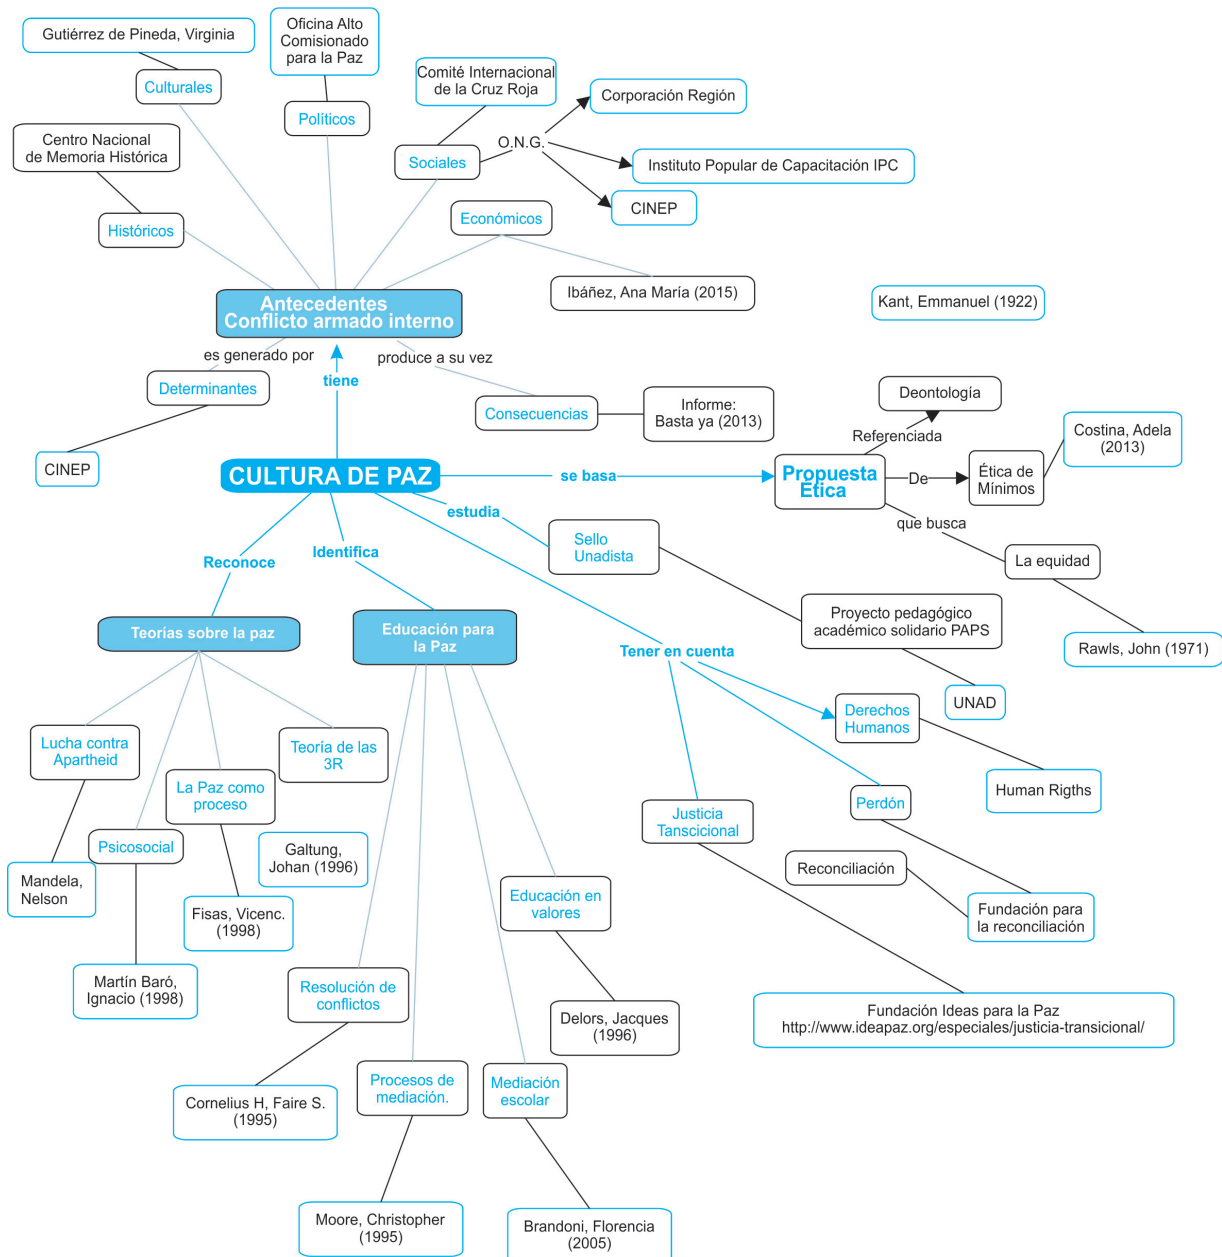 Gutiérrez de Pineda, Virginia
Oficina Alto
Comisionado
para la Paz
Culturales
Comité Internacional
de la Cruz Roja
Corporación Región
Políticos
Centro Nacional
de Memoria Histórica
O.N.G.
Sociales
Instituto Popular de Capacitación IPC
CINEP
Históricos
Económicos
Ibáñez, Ana María (2015)
Kant, Emmanuel (1922)
Antecedentes
Conflicto armado interno
es generado por
produce a su vez
tiene
Determinantes
Consecuencias
Informe:
Basta ya (2013)
Deontología
Referenciada
Costina, Adela
(2013)
CINEP
CULTURA DE PAZ
se basa
Propuesta
Ética
De
Ética de
Mínimos
estudia
que busca
Sello
Unadista
Identifica
Reconoce
La equidad
Teorías sobre la paz
Educación para
la Paz
Proyecto pedagógico
académico solidario PAPS
Tener en cuenta
Rawls, John (1971)
UNAD
Derechos
Humanos
Lucha contra
Apartheid
Teoría de las
3R
La Paz como
proceso
Human Rigths
Perdón
Justicia
Tanscicional
Psicosocial
Galtung,
Johan (1996)
Reconciliación
Mandela,
Nelson
Educación en
valores
Fisas, Vicenc.
(1998)
Fundación para
la reconciliación
Martín Baró,
Ignacio (1998)
Resolución de
conflictos
Delors, Jacques
(1996)
Fundación Ideas para la Paz
http://www.ideapaz.org/especiales/justicia-transicional/
Procesos de
mediación.
Mediación
escolar
Cornelius H, Faire S.
(1995)
Moore, Christopher
(1995)
Brandoni, Florencia
(2005)